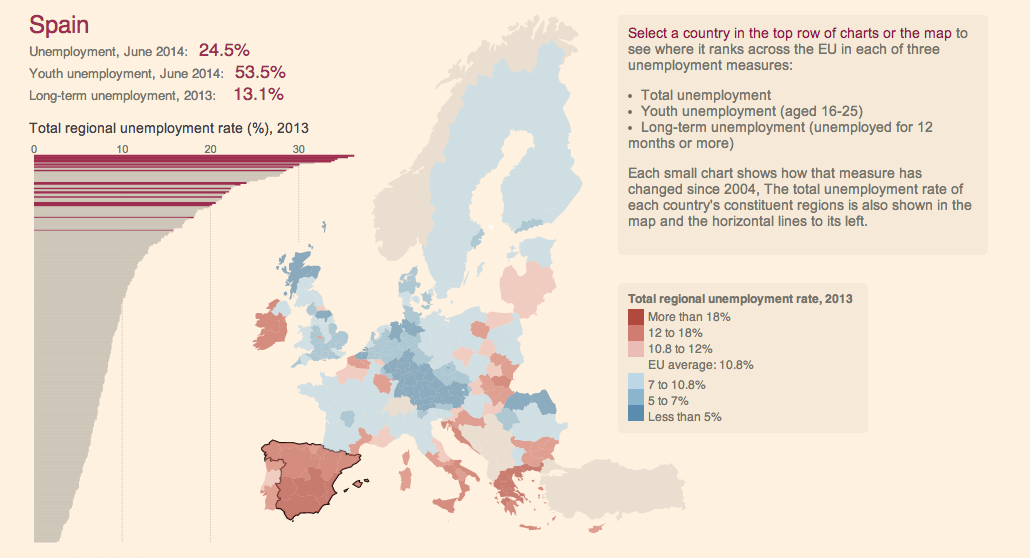 Spain
Unemployment, June 2014: 24.5%
Youth unemployment, June 2014: 53.5%
Long-term unemployment, 2013: 13.1%
Total regional unemployment rate (%), 2013
0 10 20 30
Select a country in the top row of charts or the map to
see where it ranks across the EU in each of three
unemployment measures:
• Total unemployment
• Youth unemployment (aged 16-25)
• Long-term unemployment (unemployed for 12
months or more)
Each small chart shows how that measure has
changed since 2004, The total unemployment rate of
each country's constituent regions is also shown in the
map and the horizontal lines to its left.
Total regional unemployment rate, 2013
More than 18%
12 to 18%
10.8 to 12%
EU average: 10.8%
7 to 10.8%
5 to 7%
Less than 5%